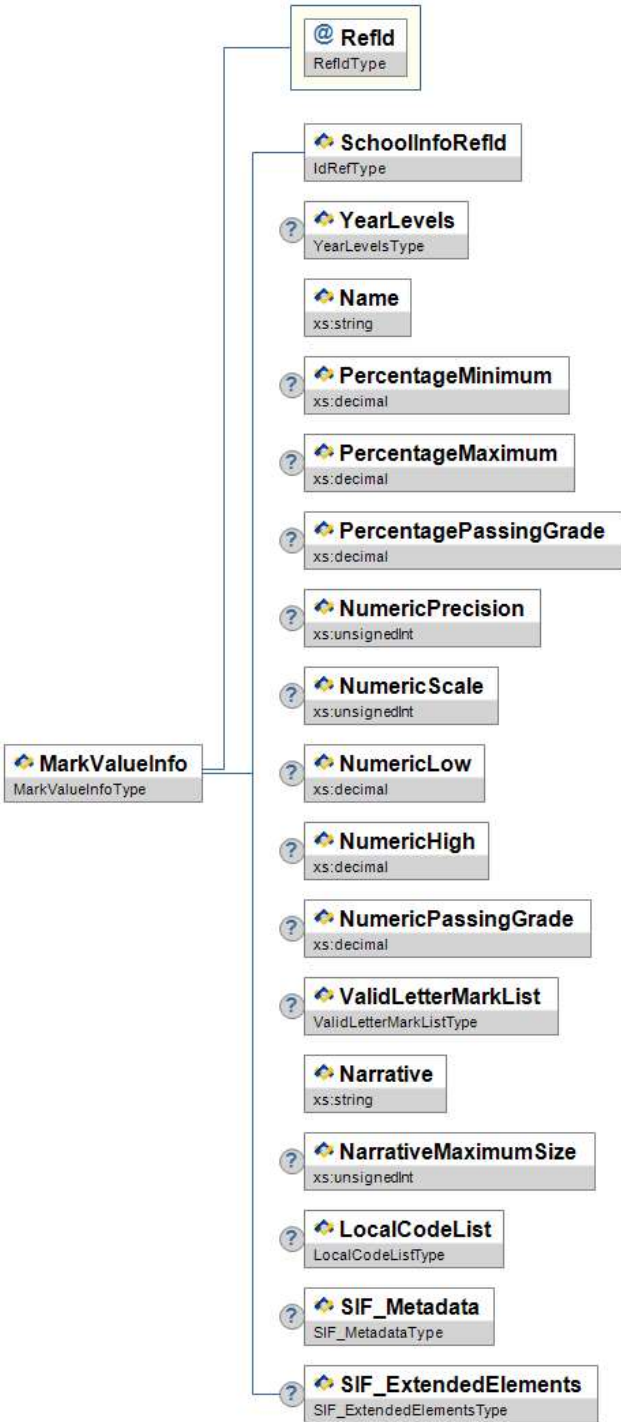 @ RefId
RefIdType
SchoolInfoRefId
IdRefType
? YearLevels
YearLevelsType
Name
xs:string
? PercentageMinimum
xs:decimal
? PercentageMaximum
xs:decimal
? PercentagePassingGrade
xs:decimal
? NumericPrecision
xs:unsignedInt
? NumericScale
xs:unsignedInt
MarkValueInfo
MarkValueInfoType
? NumericLow
xs:decimal
? NumericHigh
xs:decimal
? NumericPassingGrade
xs:decimal
? ValidLetterMarkList
ValidLetterMarkListType
Narrative
xs:string
? NarrativeMaximumSize
xs:unsignedInt
? LocalCodeList
LocalCodeListType
? SIF_Metadata
SIF_MetadataType
? SIF_ExtendedElements
SIF_ExtendedElementsType